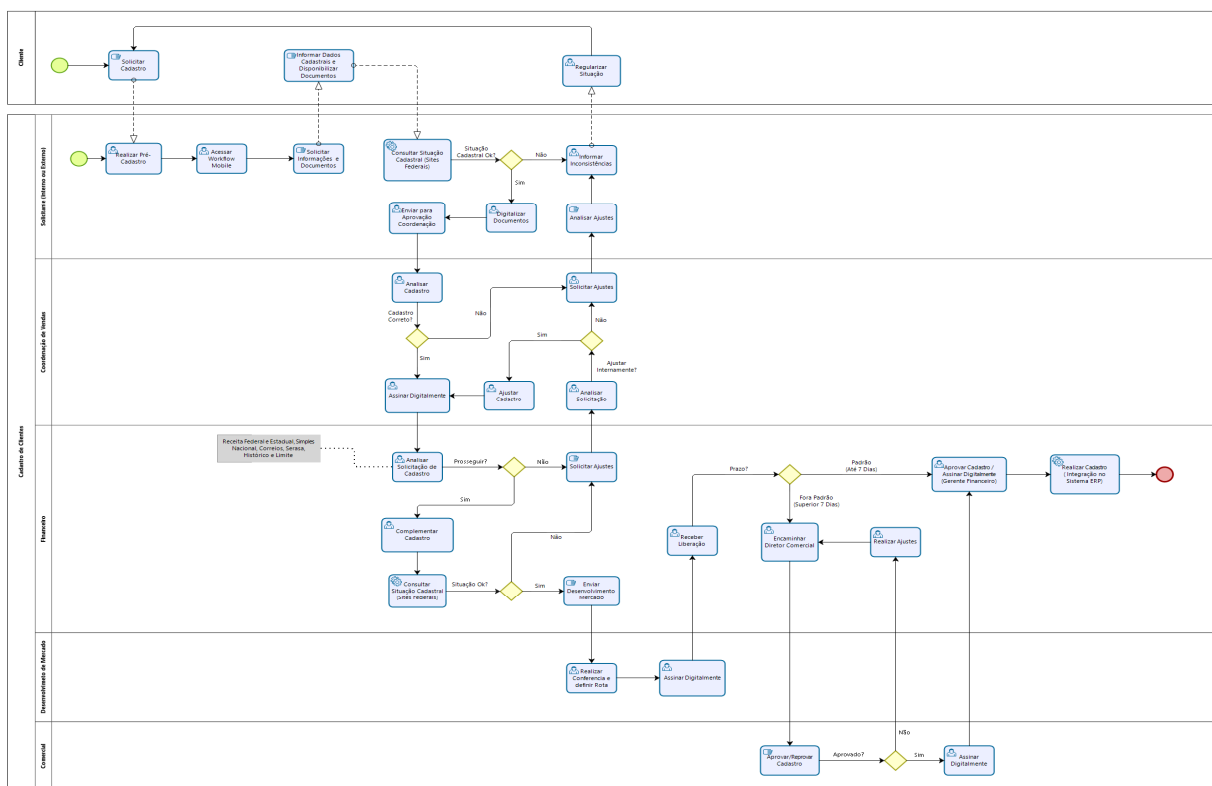 Cliente
Solicitar
Cadastro
Informar Dados
Cadastrais e
Disponibilizar
Documentos
Regularizar
Situação
Cadastro de Clientes
Solicitane (Interno ou Externo)
Realizar Pré-
Cadastro
Acessar
Workflow
Mobile
Solicitar
Informações e
Documentos
Consultar Situação
Cadastral (Sites
Federais)
Situação
Cadastral Ok?
Não
Sim
Informar
Inconsistências
Enviar para
Aprovação
Coordenação
Digitalizar
Documentos
Analisar Ajustes
Coordenação de Vendas
Analisar
Cadastro
Cadastro
Correto?
Não
Sim
Solicitar Ajustes
Não
Sim
Ajustar
Internamente?
Assinar Digitalmente
Ajustar
Cadastro
Analisar
Solicitação
Financeiro
Receita Federal e Estadual, Simples
Nacional, Correios, Serasa,
Histórico e Limite
Analisar
Solicitação de
Cadastro
Prosseguir?
Não
Sim
Solicitar Ajustes
Complementar
Cadastro
Não
Consultar
Situação Cadastral
(Sites Federais)
Situação Ok?
Sim
Enviar
Desenvolvimento
Mercado
Receber
Liberação
Prazo?
Padrão
(Até 7 Dias)
Fora Padrão
(Superior 7 Dias)
Encaminhar
Diretor Comercial
Realizar Ajustes
Aprovar Cadastro /
Assinar Digitalmente
(Gerente Financeiro)
Realizar Cadastro
( Integração no
Sistema ERP)
Desenvolvimeto de Mercado
Realizar
Conferencia e
definir Rota
Assinar Digitalmente
Comercial
Aprovar/Reprovar
Cadastro
Aprovado?
Não
Sim
Assinar
Digitalmente